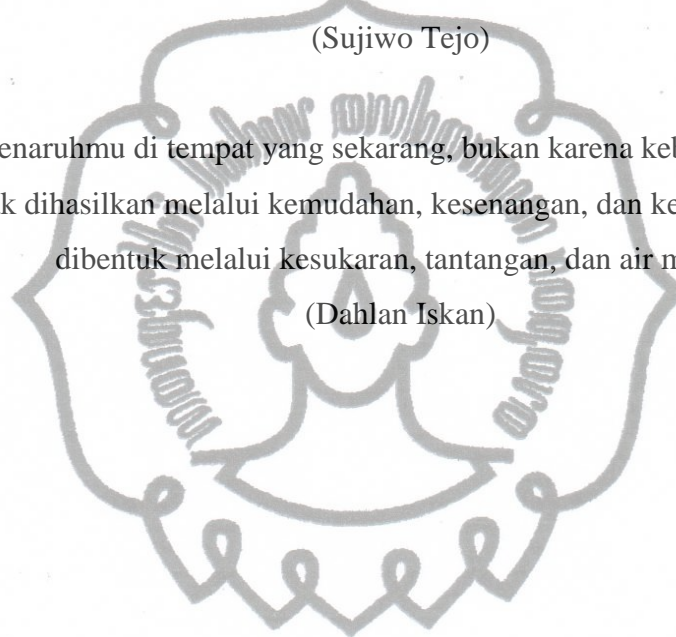 (Sujiwo Tejo)
enaruhmu di tempat yang sekarang, bukan karena keb
k dihasilkan melalui kemudahan, kesenangan, dan ke
dibentuk melalui kesukaran, tantangan, dan air m
(Dahlan Iskan)